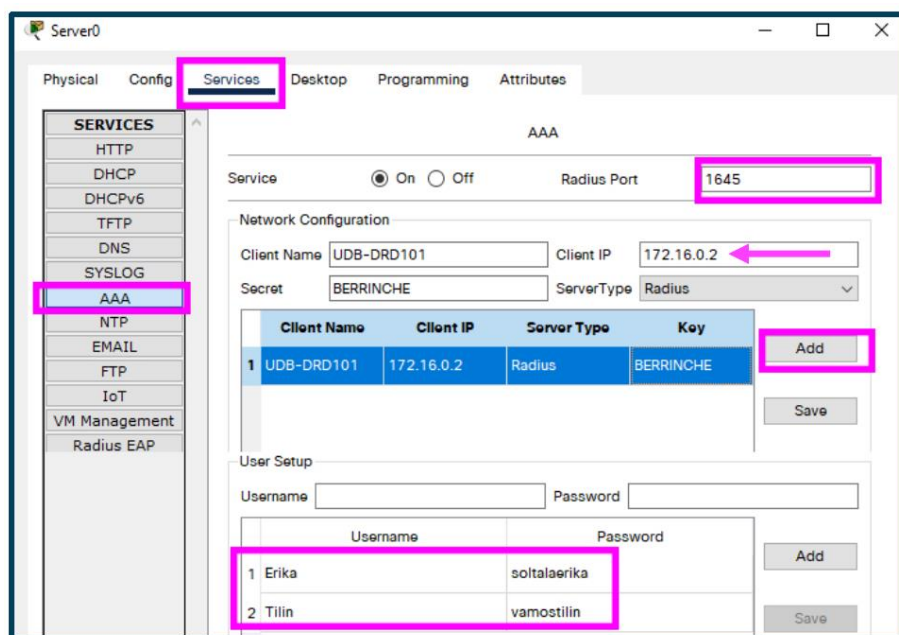 Server0
Physical Config Services Desktop Programming Attributes
SERVICES
HTTP
DHCP
DHCPv6
TFTP
DNS
SYSLOG
AAA
NTP
EMAIL
FTP
IoT
VM Management
Radius EAP
AAA
Service On Off Radius Port 1645
Network Configuration
Client Name UDB-DRD101 Client IP 172.16.0.2
Secret BERRINCHE ServerType Radius
Client Name Client IP Server Type Key
1 UDB-DRD101 172.16.0.2 Radius BERRINCHE
Add
Save
User Setup
Username Password
Username Password
1 Erika soltalaerika
2 Tilin vamostilin
Add
Save